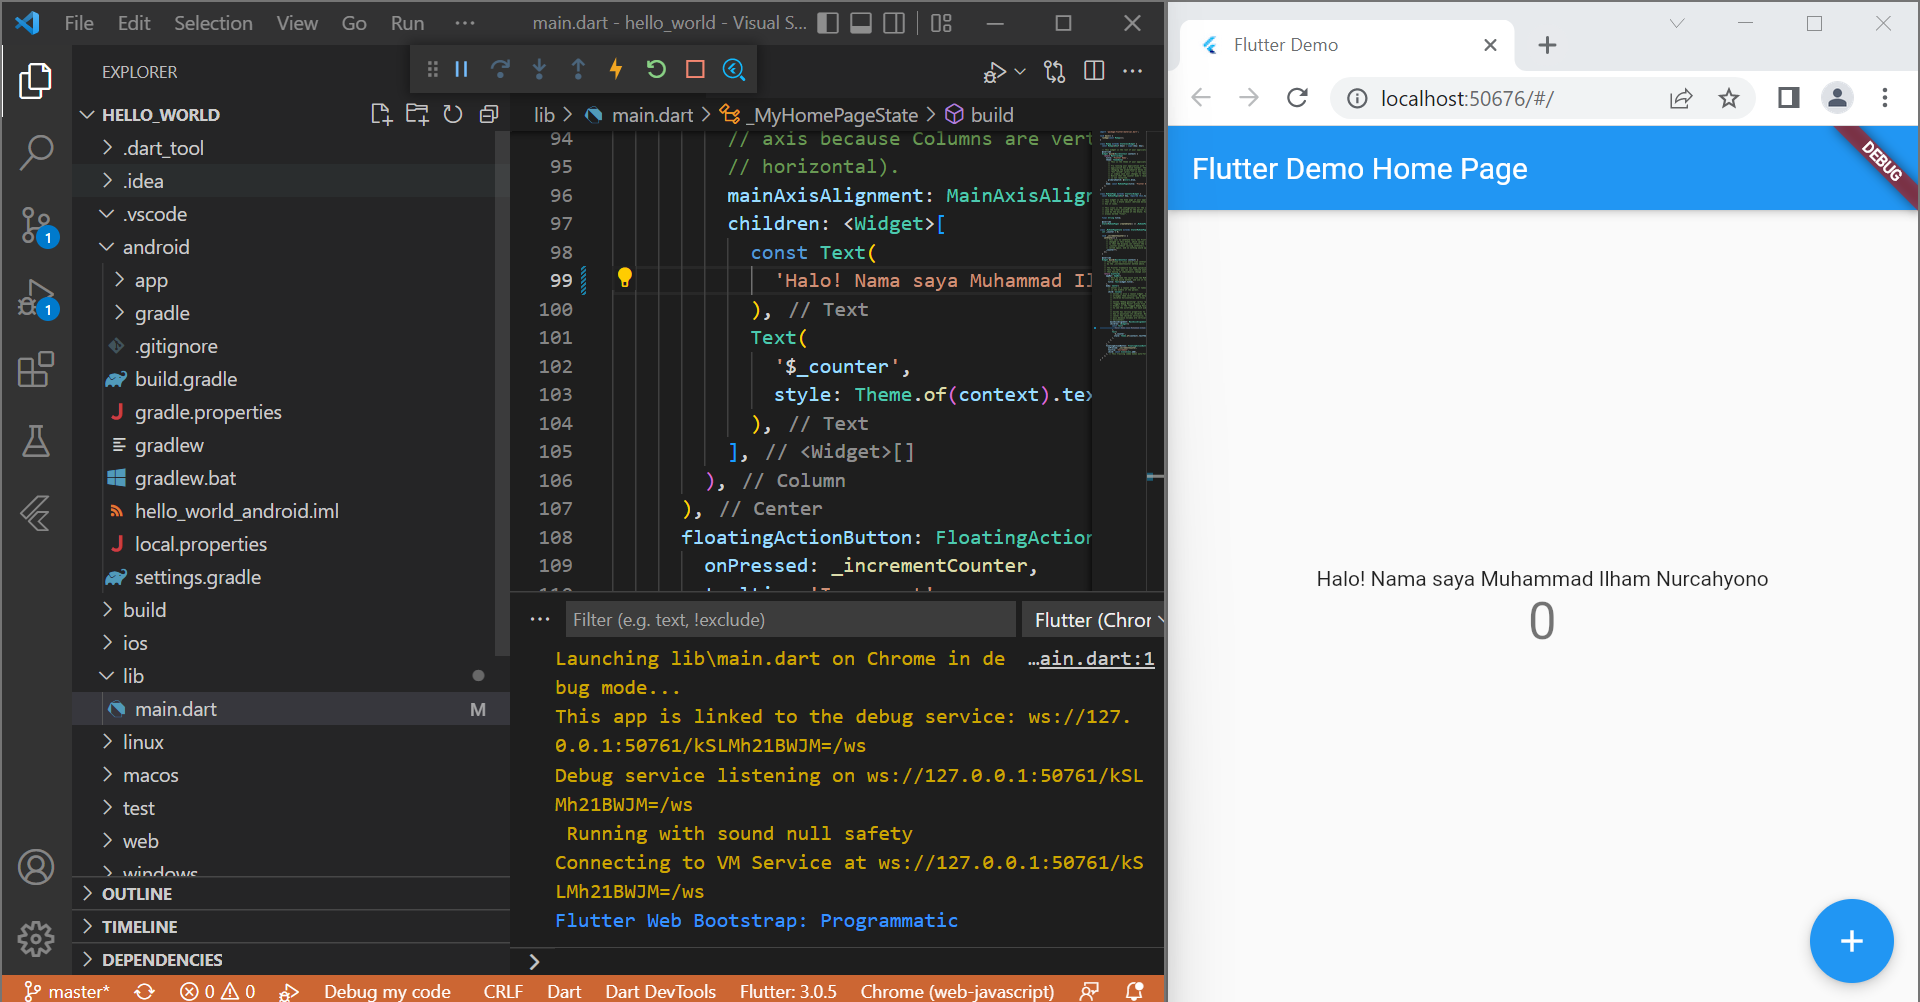 File Edit Selection View Go Run ··· main.dart - hello_world - Visual S...
EXPLORER
HELLO_WORLD
.dart_tool
.idea
.vscode
android
app
gradle
.gitignore
build.gradle
gradle.properties
gradlew
gradlew.bat
hello_world_android.iml
local.properties
settings.gradle
build
ios
lib
main.dart M
linux
macos
test
web
windows
OUTLINE
TIMELINE
DEPENDENCIES
1
1
lib > main.dart > _MyHomePageState > build
94 // axis because Columns are vert
95 // horizontal).
96 mainAxisAlignment: MainAxisAlign
97 children: <Widget>[
98 const Text(
99 'Halo! Nama saya Muhammad Il
100 ), // Text
101 Text(
102 '$_counter',
103 style: Theme.of(context).tex
104 ), // Text
105 ], // <Widget>[]
106 ), // Column
107 ), // Center
108 floatingActionButton: FloatingAction
109 onPressed: _incrementCounter,
··· Filter (e.g. text, !exclude) Flutter (Chror
Launching lib\main.dart on Chrome in de …ain.dart:1
bug mode...
This app is linked to the debug service: ws://127.
0.0.1:50761/kSLMh21BWJM=/ws
Debug service listening on ws://127.0.0.1:50761/kSL
Mh21BWJM=/ws
Running with sound null safety
Connecting to VM Service at ws://127.0.0.1:50761/kS
LMh21BWJM=/ws
Flutter Web Bootstrap: Programmatic
>
master* 0 0 Debug my code CRLF Dart Dart DevTools Flutter: 3.0.5 Chrome (web-javascript)
Flutter Demo
localhost:50676/#/
Flutter Demo Home Page
DEBUG
Halo! Nama saya Muhammad Ilham Nurcahyono
0
+